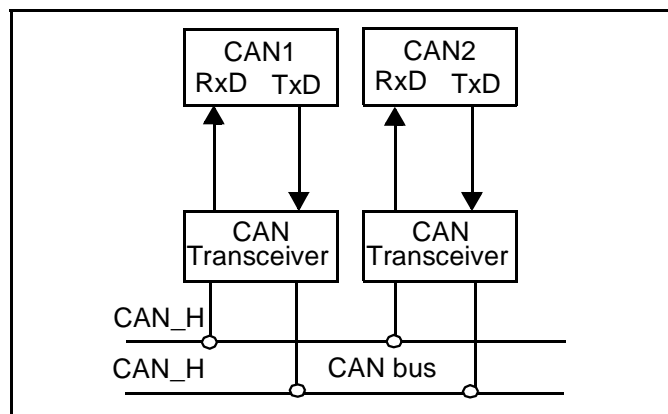 CAN1
RxD TxD
CAN2
RxD TxD
CAN
Transceiver
CAN
Transceiver
CAN_H
CAN_H
CAN bus